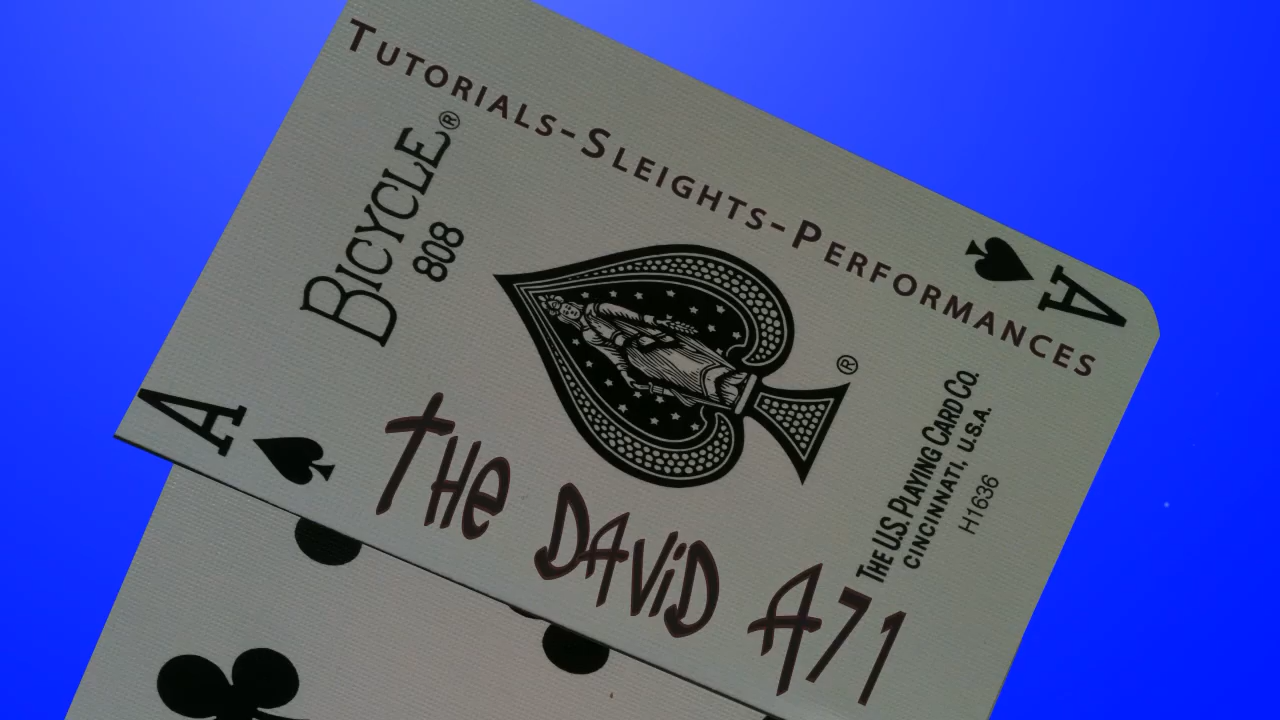 Tutorials-Sleights-Performances
A
Bicycle®
808
®
The U.S. Playing Card Co.
Cincinnati, U.S.A.
H1636
A
The David A71